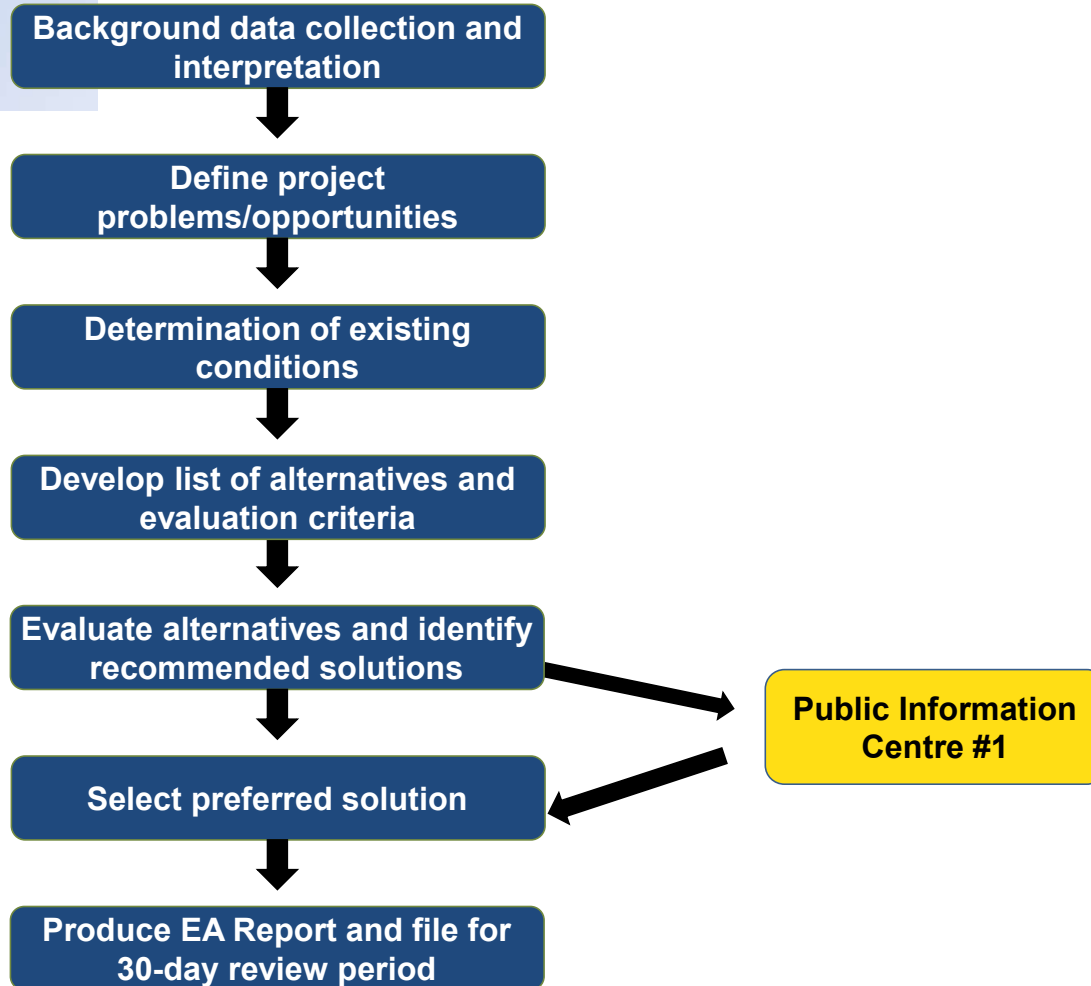 Background data collection and
interpretation
Define project
problems/opportunities
Determination of existing
conditions
Develop list of alternatives and
evaluation criteria
Evaluate alternatives and identify
recommended solutions
Public Information
Centre #1
Select preferred solution
Produce EA Report and file for
30-day review period